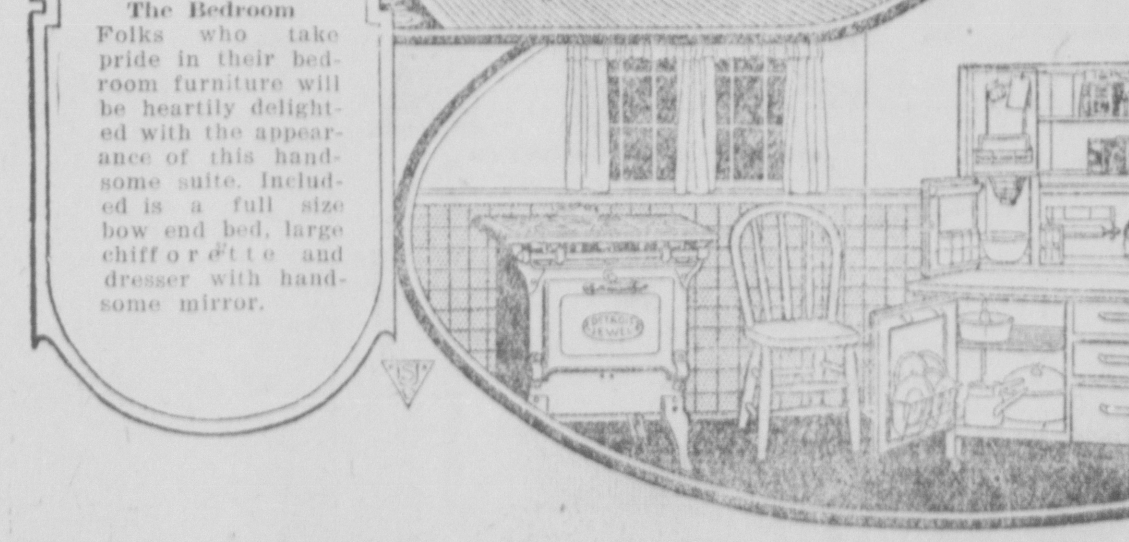 The Bedroom
Folks who take
pride in their bed-
room furniture will
be heartily delight-
ed with the appear-
ance of this hand-
some suite. Includ-
ed is a full size
bow end bed, large
chifforette and
dresser with hand-
some mirror.
DETROIT
JEWEL